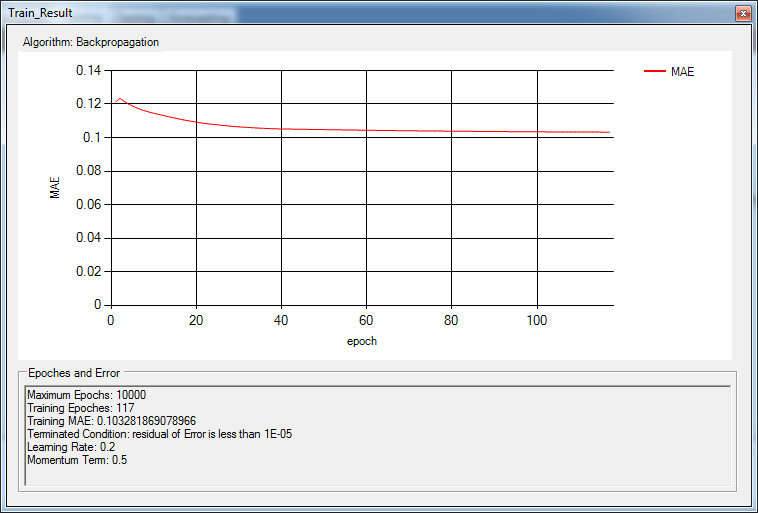 Train_Result
Algorithm: Backpropagation
0.14
0.12
0.1
0.08
0.06
0.04
0.02
0
MAE
0 20 40 60 80 100
epoch
MAE
Epoches and Error
Maximum Epochs: 10000
Training Epoches: 117
Training MAE: 0.103281869078966
Terminated Condition: residual of Error is less than 1E-05
Learning Rate: 0.2
Momentum Term: 0.5